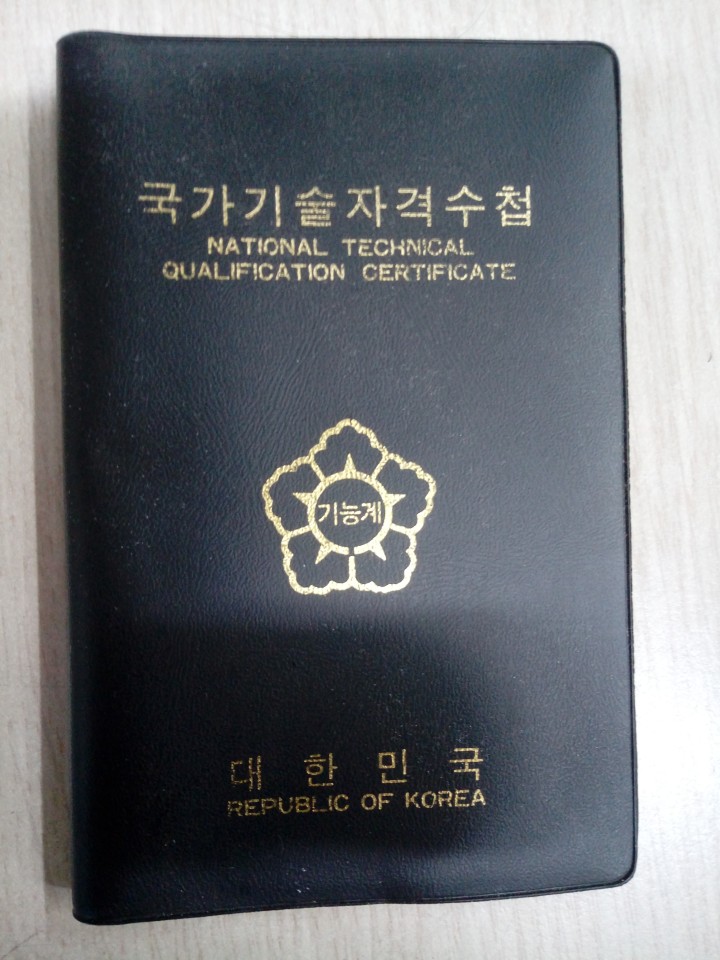 국가기술자격수첩
NATIONAL TECHNICAL
QUALIFICATION CERTIFICATE
기능계
대한민국
REPUBLIC OF KOREA